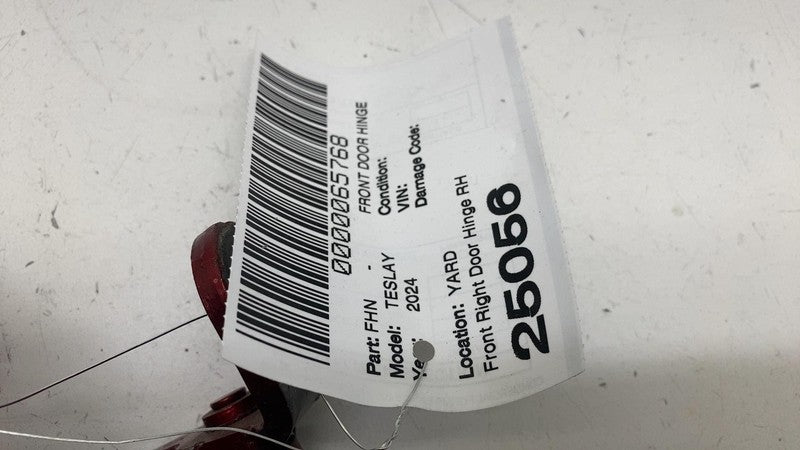 0000065768
Part: FHN - FRONT DOOR HINGE
Model: TESLAY Condition:
Year: 2024 VIN:
Damage Code:
Location: YARD
Front Right Door Hinge RH
25056